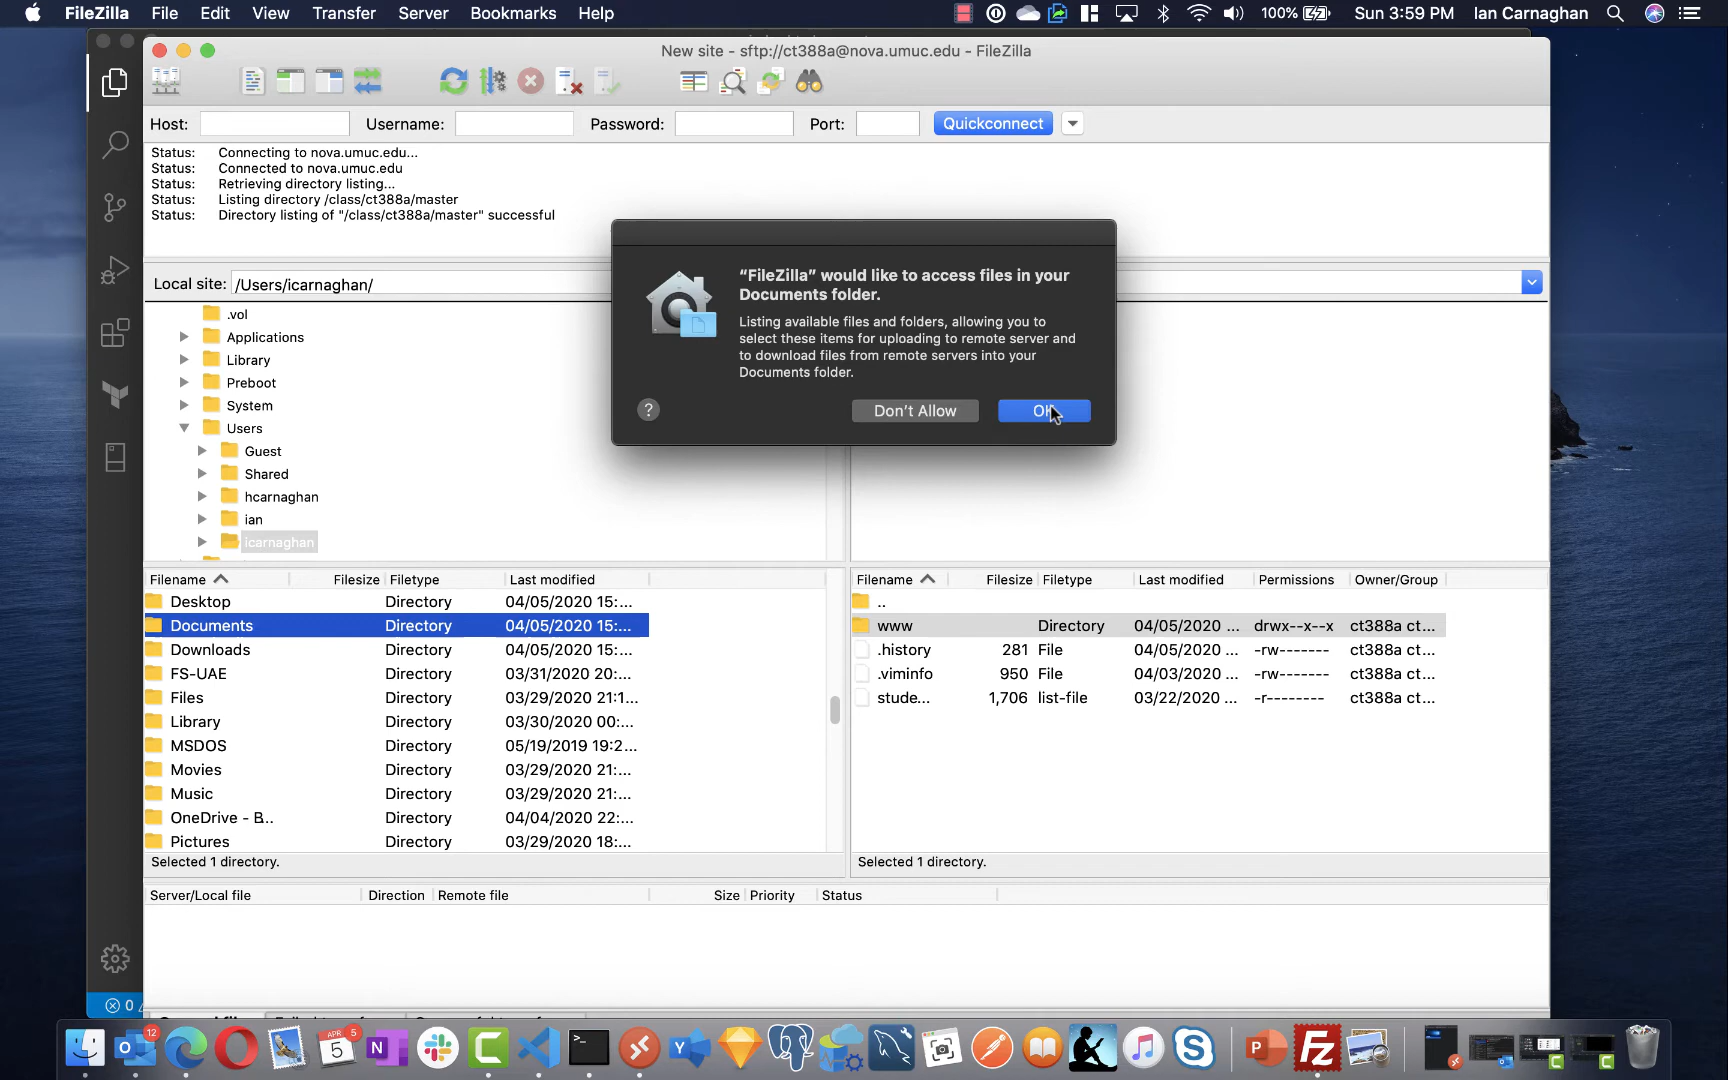 FileZilla File Edit View Transfer Server Bookmarks Help 100% Sun 3:59 PM Ian Carnaghan
New site - sftp://ct388a@nova.umuc.edu - FileZilla
Host: Username: Password: Port: Quickconnect
Status: Connecting to nova.umuc.edu...
Status: Connected to nova.umuc.edu
Status: Retrieving directory listing...
Status: Listing directory /class/ct388a/master
Status: Directory listing of "/class/ct388a/master" successful
“FileZilla” would like to access files in your
Documents folder.
Listing available files and folders, allowing you to
select these items for uploading to remote server and
to download files from remote servers into your
Documents folder.
? Don’t Allow OK
Local site: /Users/icarnaghan/
.vol
Applications
Library
Preboot
System
Users
Guest
Shared
hcarnaghan
ian
icarnaghan
Filename Filesize Filetype Last modified
Desktop Directory 04/05/2020 15:...
Documents Directory 04/05/2020 15:...
Downloads Directory 04/05/2020 15:...
FS-UAE Directory 03/31/2020 20:...
Files Directory 03/29/2020 21:1...
Library Directory 03/30/2020 00:...
MSDOS Directory 05/19/2019 19:2...
Movies Directory 03/29/2020 21:...
Music Directory 03/29/2020 21:...
OneDrive - B... Directory 04/04/2020 22:...
Pictures Directory 03/29/2020 18:...
Selected 1 directory.
Filename Filesize Filetype Last modified Permissions Owner/Group
..
www Directory 04/05/2020 ... drwx--x--x ct388a ct...
.history 281 File 04/05/2020 ... -rw------- ct388a ct...
.viminfo 950 File 04/03/2020 ... -rw------- ct388a ct...
stude... 1,706 list-file 03/22/2020 ... -r-------- ct388a ct...
Selected 1 directory.
Server/Local file Direction Remote file Size Priority Status
0
12
APR 5
5